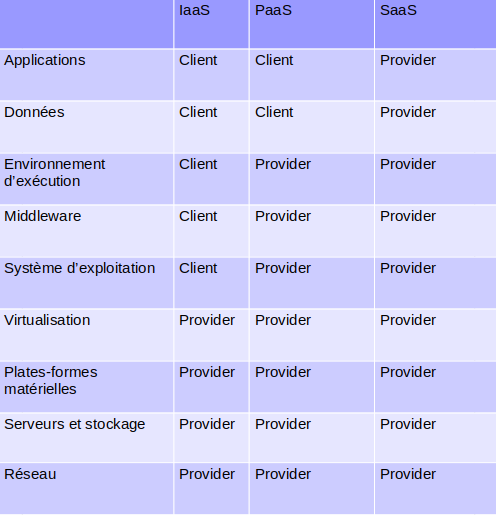 IaaS PaaS SaaS
Applications Client Client Provider
Données Client Client Provider
Environnement Client Provider Provider
d’exécution
Middleware Client Provider Provider
Système d’exploitation Client Provider Provider
Virtualisation Provider Provider Provider
Plates-formes Provider Provider Provider
matérielles
Serveurs et stockage Provider Provider Provider
Réseau Provider Provider Provider